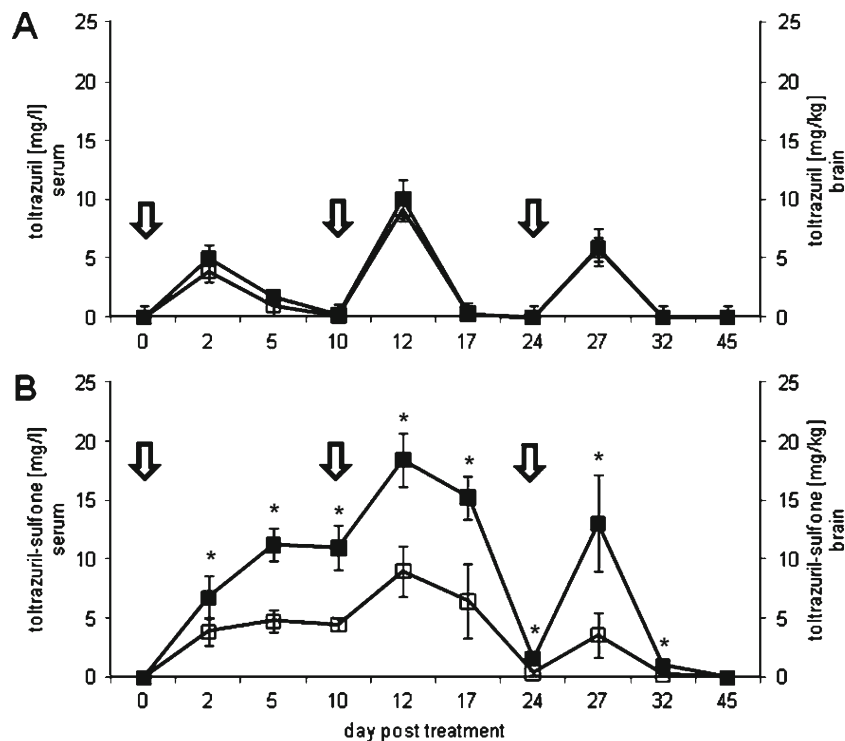 A
toltrazuril [mg/l]
serum
25
20
15
10
5
0
25
20
15
10
5
0
toltrazuril [mg/kg]
brain
0 2 5 10 12 17 24 27 32 45
B
toltrazuril-sulfone [mg/l]
serum
25
20
15
10
5
0
* * * * * * * *
25
20
15
10
5
0
toltrazuril-sulfone [mg/kg]
brain
0 2 5 10 12 17 24 27 32 45
day post treatment